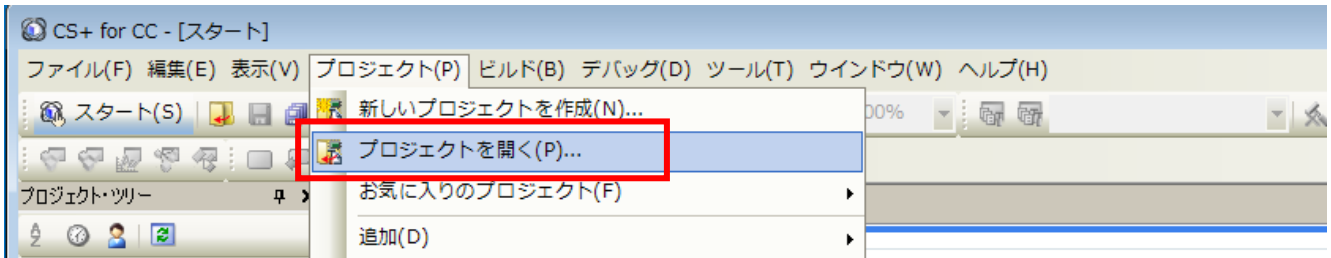 CS+ for CC - [スタート]
ファイル(F) 編集(E) 表示(V) プロジェクト(P) ビルド(B) デバッグ(D) ツール(T) ウインドウ(W) ヘルプ(H)
スタート(S) 新しいプロジェクトを作成(N)... 00%
プロジェクトを開く(P)...
プロジェクト・ツリー お気に入りのプロジェクト(F)
追加(D)